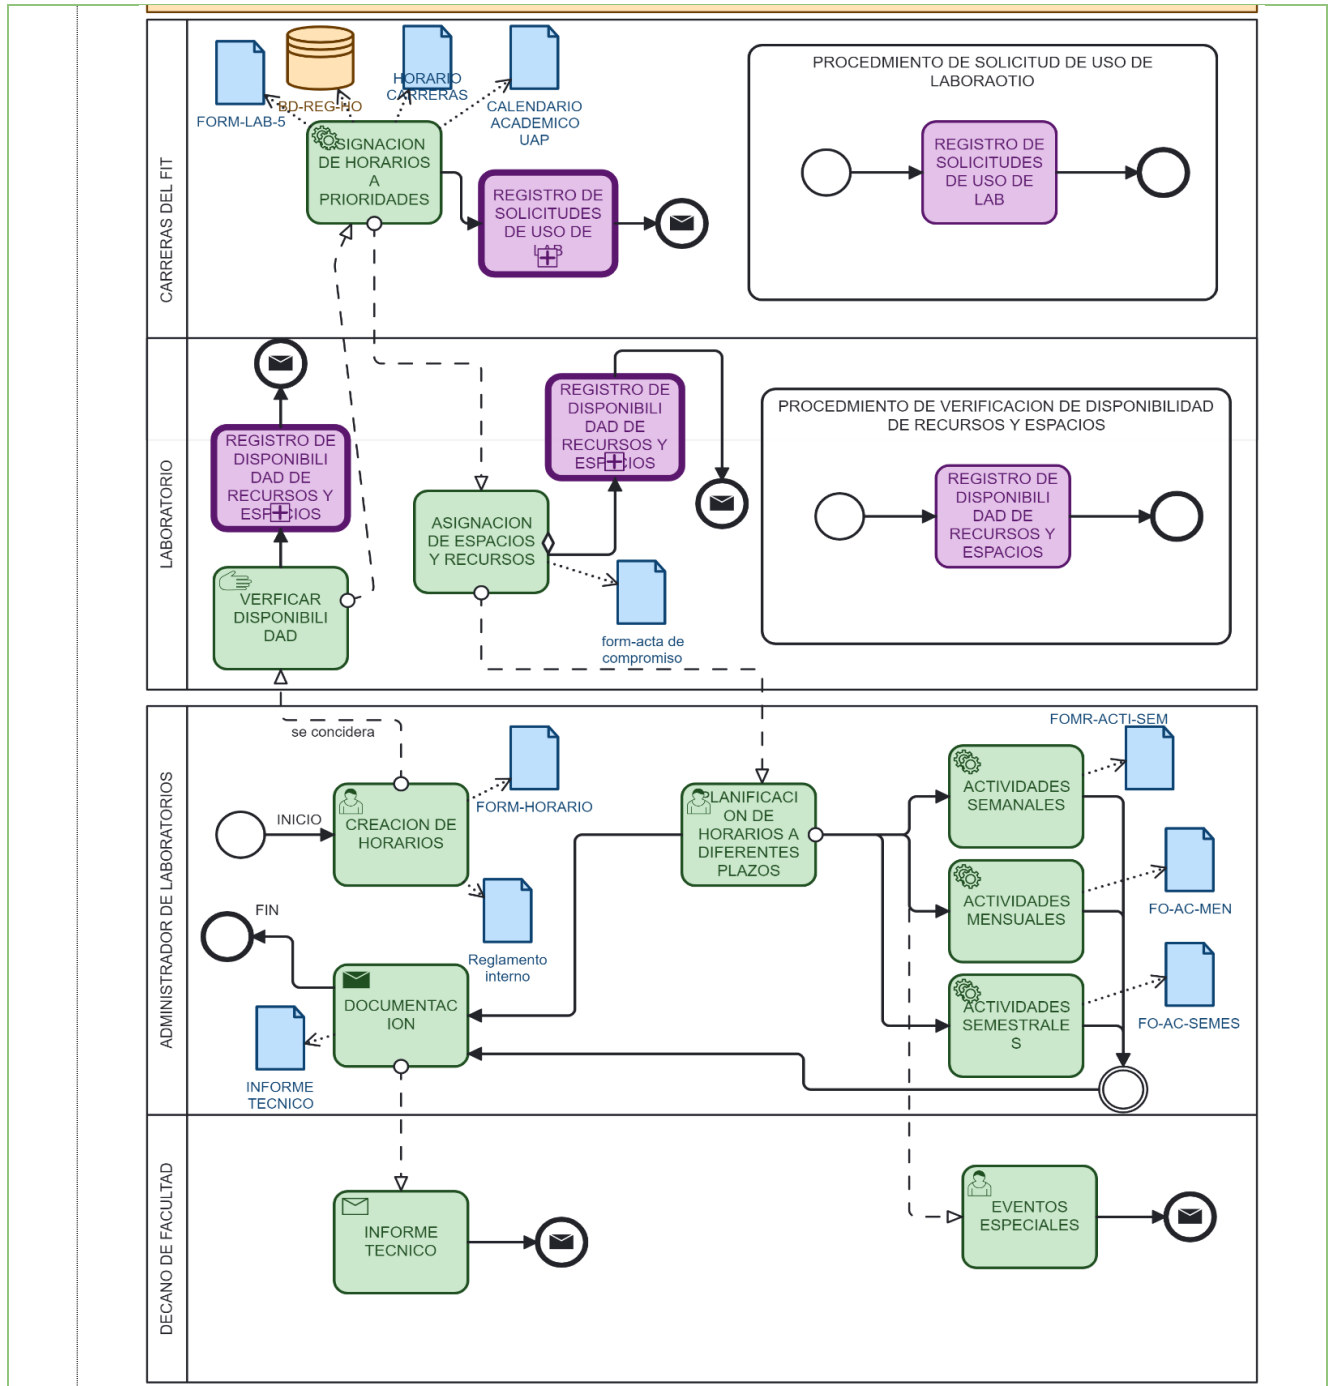 CARRERAS DEL FIT
FORM-LAB-5
BD-REG-HO
HORARIO
CARRERAS
CALENDARIO
ACADEMICO
UAP
ASIGNACION
DE HORARIOS
A
PRIORIDADES
REGISTRO DE
SOLICITUDES
DE USO DE
LAB
PROCEDMIENTO DE SOLICITUD DE USO DE
LABORAOTIO
REGISTRO DE
SOLICITUDES
DE USO DE
LAB
LABORATORIO
REGISTRO DE
DISPONIBILI
DAD DE
RECURSOS Y
ESPACIOS
VERFICAR
DISPONIBILI
DAD
REGISTRO DE
DISPONIBILI
DAD DE
RECURSOS Y
ESPACIOS
ASIGNACION
DE ESPACIOS
Y RECURSOS
form-acta de
compromiso
PROCEDMIENTO DE VERIFICACION DE DISPONIBILIDAD
DE RECURSOS Y ESPACIOS
REGISTRO DE
DISPONIBILI
DAD DE
RECURSOS Y
ESPACIOS
ADMINISTRADOR DE LABORATORIOS
se concidera
INICIO
CREACION DE
HORARIOS
FORM-HORARIO
Reglamento
interno
FIN
DOCUMENTAC
ION
INFORME
TECNICO
PLANIFICACI
ON DE
HORARIOS A
DIFERENTES
PLAZOS
FOMR-ACTI-SEM
ACTIVIDADES
SEMANALES
ACTIVIDADES
MENSUALES
FO-AC-MEN
ACTIVIDADES
SEMESTRALE
S
FO-AC-SEMES
DECANO DE FACULTAD
INFORME
TECNICO
EVENTOS
ESPECIALES